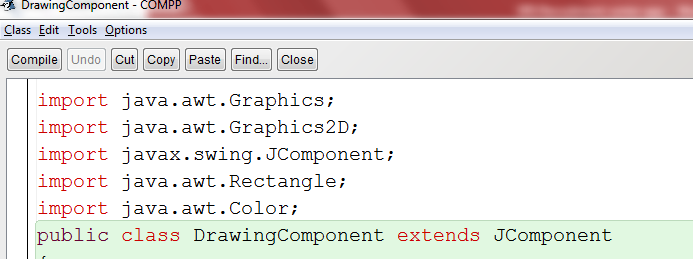 DrawingComponent - COMPP
Class Edit Tools Options
Compile Undo Cut Copy Paste Find... Close
import java.awt.Graphics;
import java.awt.Graphics2D;
import javax.swing.JComponent;
import java.awt.Rectangle;
import java.awt.Color;
public class DrawingComponent extends JComponent